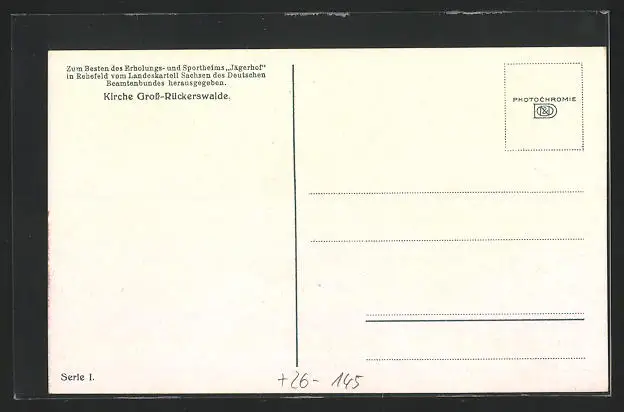 Zum Besten des Erholungs- und Sportheims „Jägerhof"
in Rehefeld vom Landeskartell Sachsen des Deutschen
Beamtenbundes herausgegeben.
Kirche Groß-Rückerswalde.
PHOTOCHROMIE
Serie I.
+26- 145